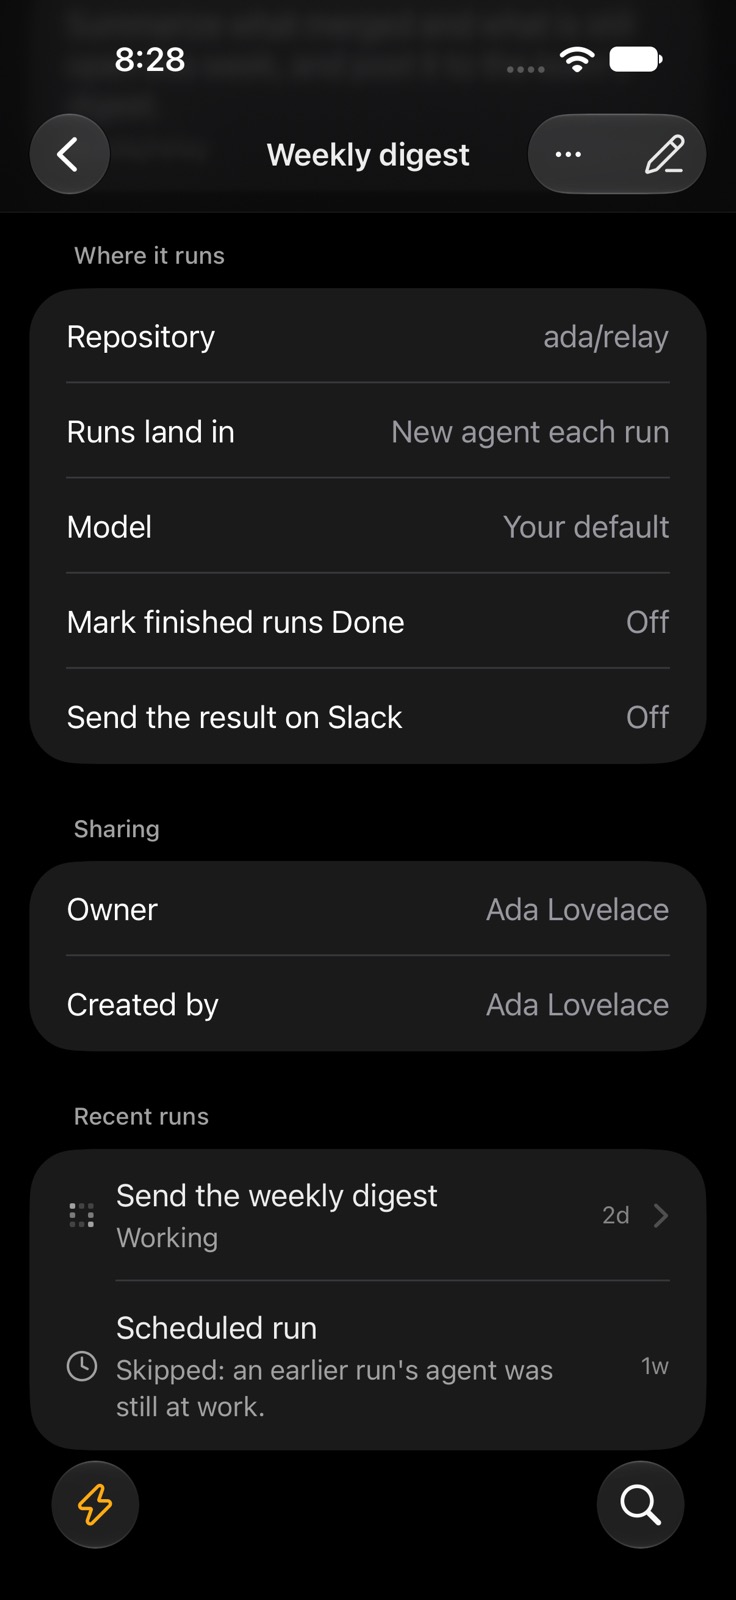 8:28
Weekly digest
Where it runs
Repository
ada/relay
Runs land in
New agent each run
Model
Your default
Mark finished runs Done
Off
Send the result on Slack
Off
Sharing
Owner
Ada Lovelace
Created by
Ada Lovelace
Recent runs
Send the weekly digest
Working
2d
Scheduled run
Skipped: an earlier run's agent was
still at work.
1w